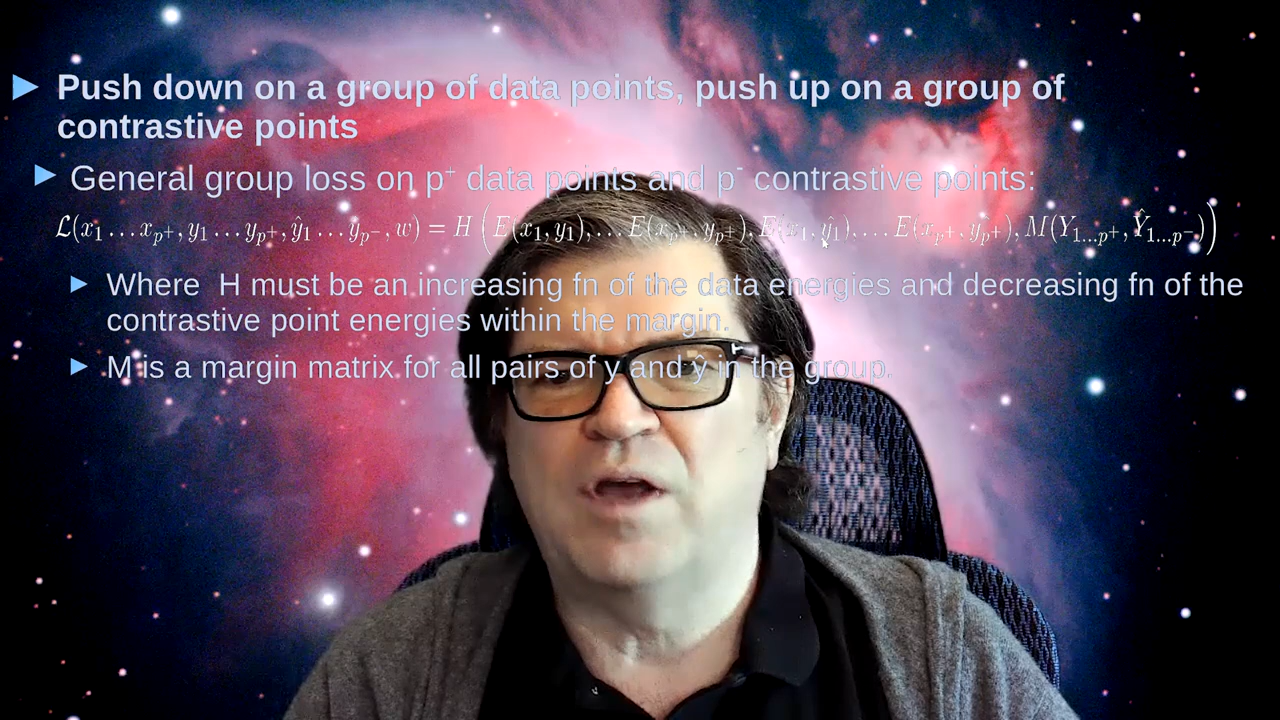 Push down on a group of data points, push up on a group of
contrastive points
General group loss on p⁺ data points and p⁻ contrastive points:
ℒ(x₁…x_{p⁺}, y₁…y_{p⁺}, ŷ₁…ŷ_{p⁻}, w) = H (E(x₁, y₁),…E(x_{p⁺}, y_{p⁺}), E(x₁, ŷ₁),…E(x_{p⁺}, y_{p⁺}), M(Y_{1…p⁺}, Ŷ_{1…p⁻}))
Where H must be an increasing fn of the data energies and decreasing fn of the
contrastive point energies within the margin.
M is a margin matrix for all pairs of y and ŷ in the group.